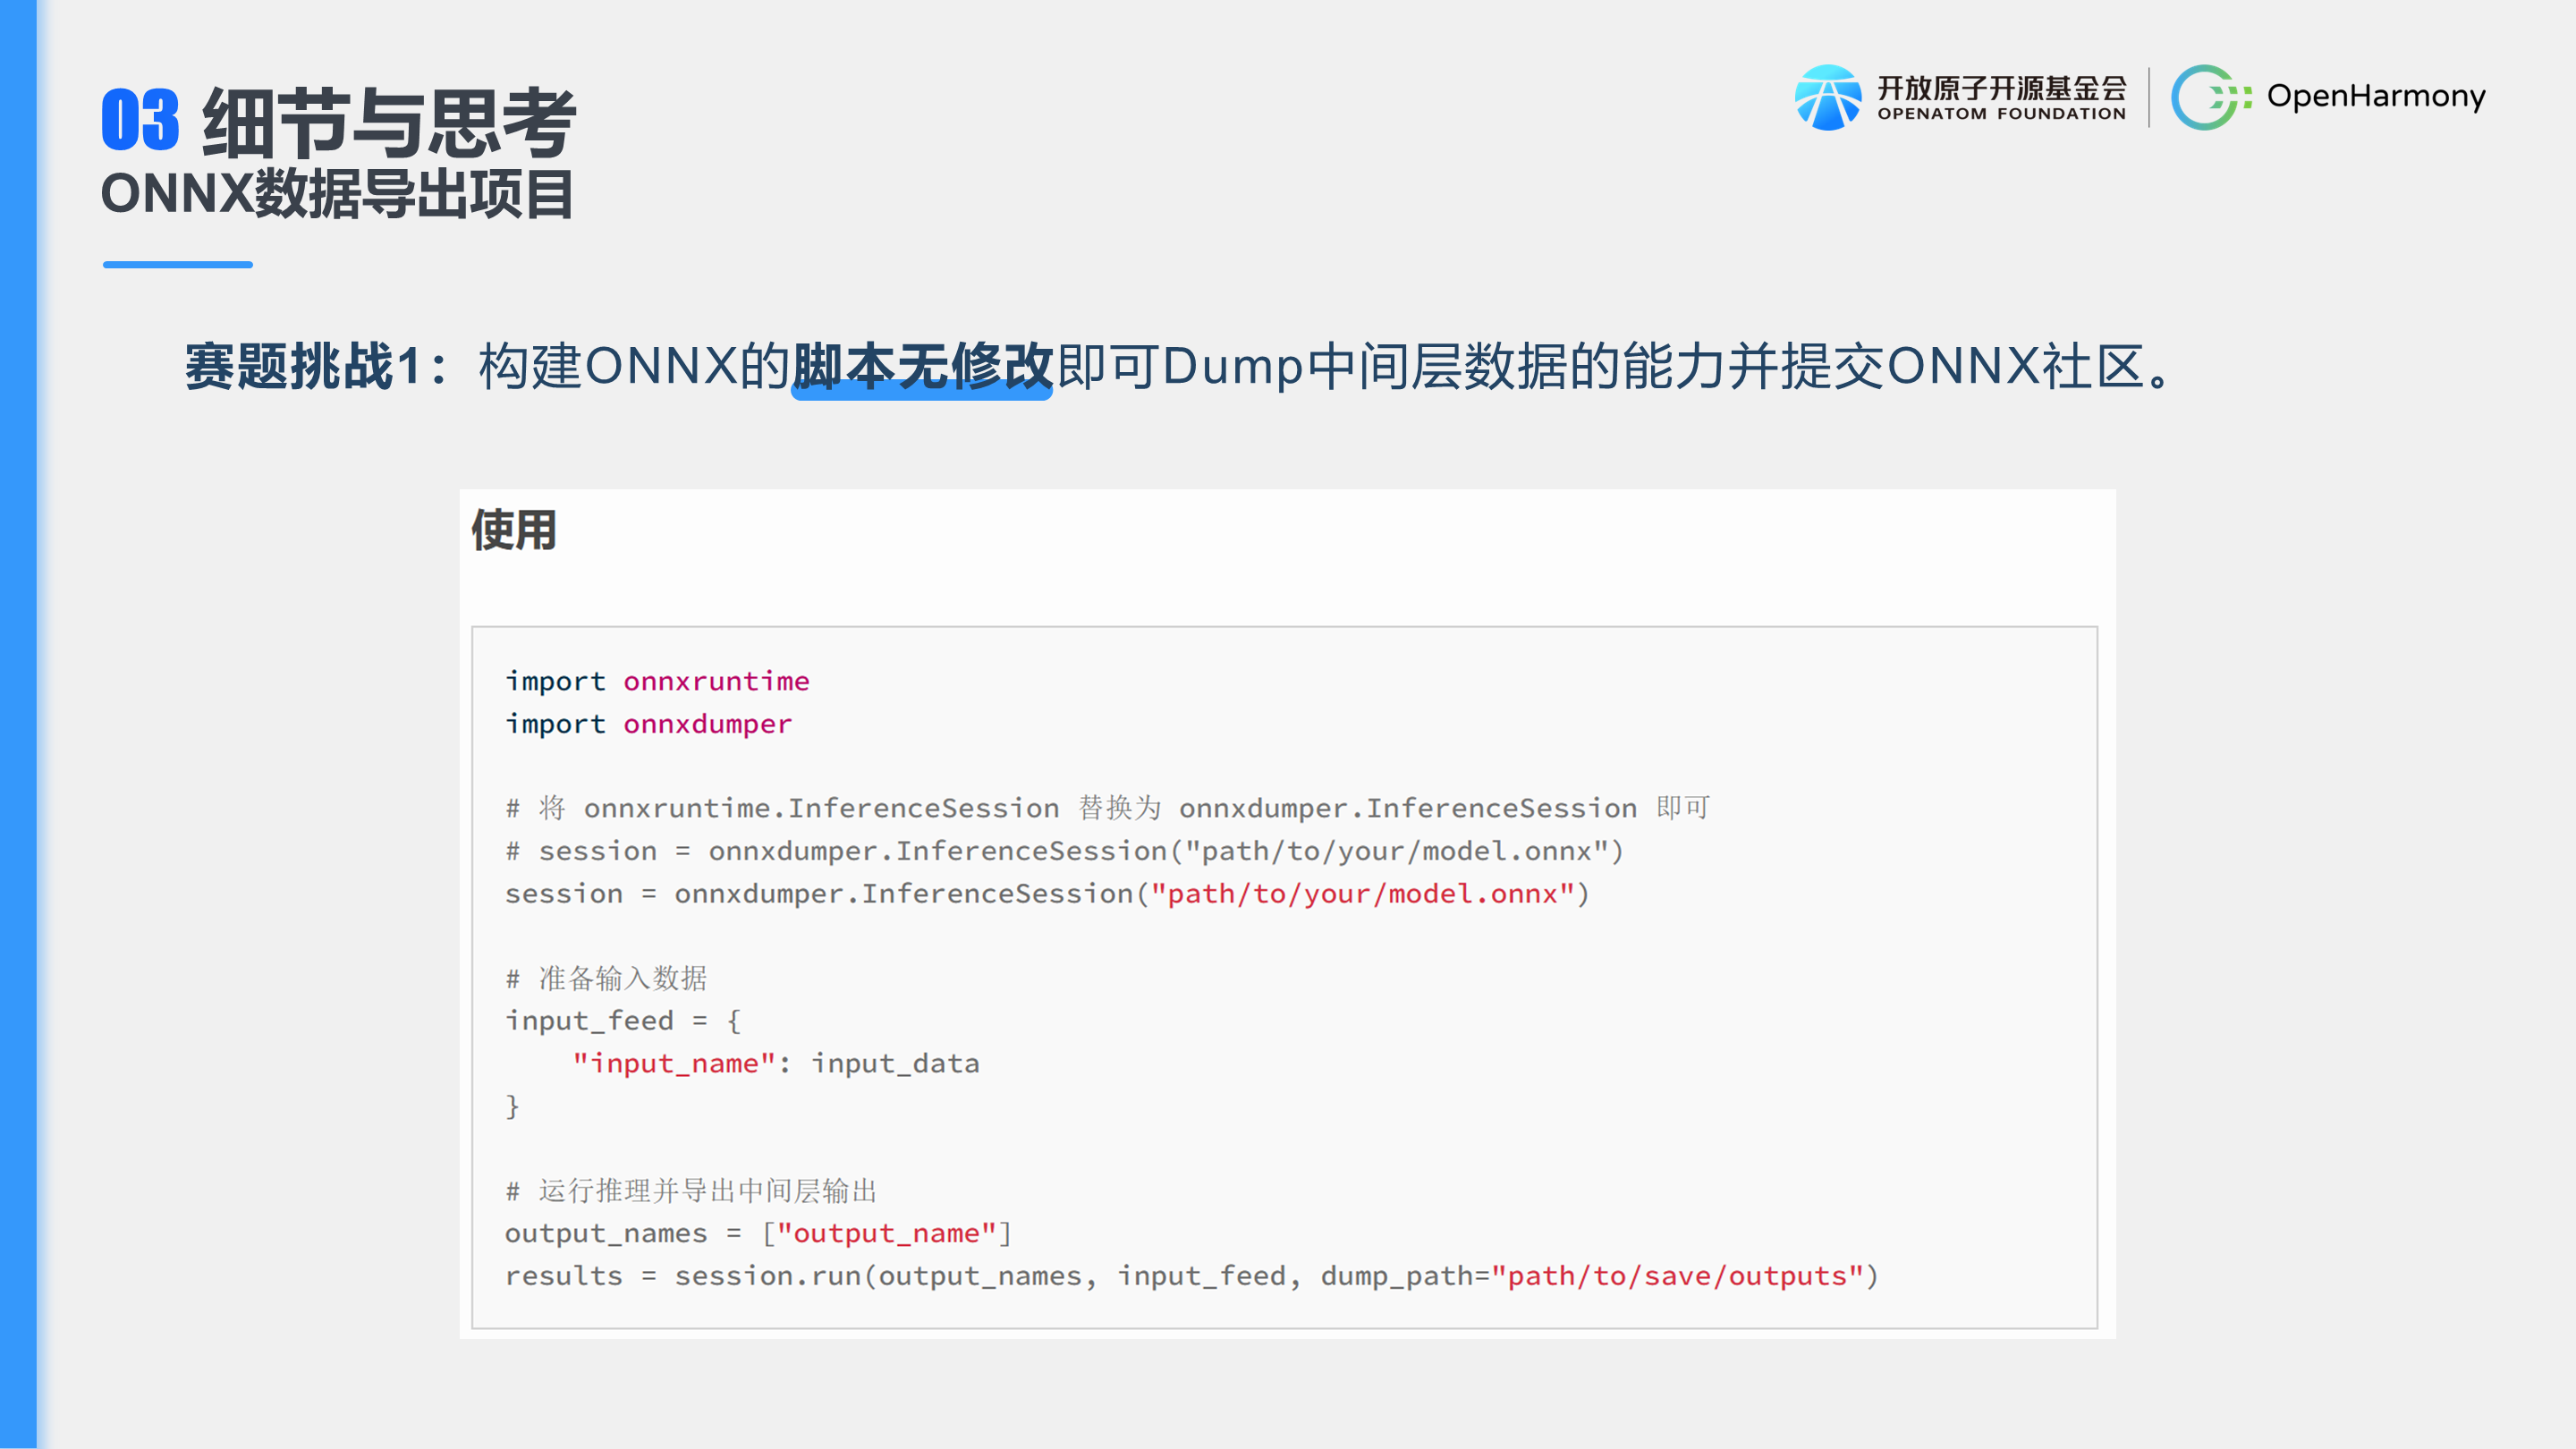 03 细节与思考
ONNX数据导出项目
开放原子开源基金会
OPENATOM FOUNDATION
OpenHarmony
赛题挑战1：构建ONNX的脚本无修改即可Dump中间层数据的能力并提交ONNX社区。
使用
import onnxruntime
import onnxdumper
# 将 onnxruntime.InferenceSession 替换为 onnxdumper.InferenceSession 即可
# session = onnxdumper.InferenceSession("path/to/your/model.onnx")
session = onnxdumper.InferenceSession("path/to/your/model.onnx")
# 准备输入数据
input_feed = {
    "input_name": input_data
}
# 运行推理并导出中间层输出
output_names = ["output_name"]
results = session.run(output_names, input_feed, dump_path="path/to/save/outputs")